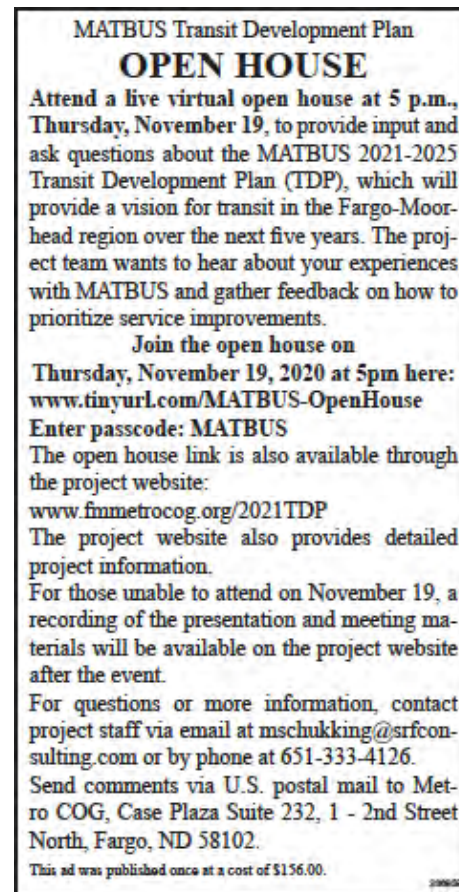 MATBUS Transit Development Plan
OPEN HOUSE
Attend a live virtual open house at 5 p.m.,
Thursday, November 19, to provide input and
ask questions about the MATBUS 2021-2025
Transit Development Plan (TDP), which will
provide a vision for transit in the Fargo-Moor-
head region over the next five years. The proj-
ect team wants to hear about your experiences
with MATBUS and gather feedback on how to
prioritize service improvements.
Join the open house on
Thursday, November 19, 2020 at 5pm here:
www.tinyurl.com/MATBUS-OpenHouse
Enter passcode: MATBUS
The open house link is also available through
the project website:
www.fmmetrocog.org/2021TDP
The project website also provides detailed
project information.
For those unable to attend on November 19, a
recording of the presentation and meeting ma-
terials will be available on the project website
after the event.
For questions or more information, contact
project staff via email at mschukking@srfcon-
sulting.com or by phone at 651-333-4126.
Send comments via U.S. postal mail to Met-
ro COG, Case Plaza Suite 232, 1 - 2nd Street
North, Fargo, ND 58102.
This ad was published once at a cost of $156.00.